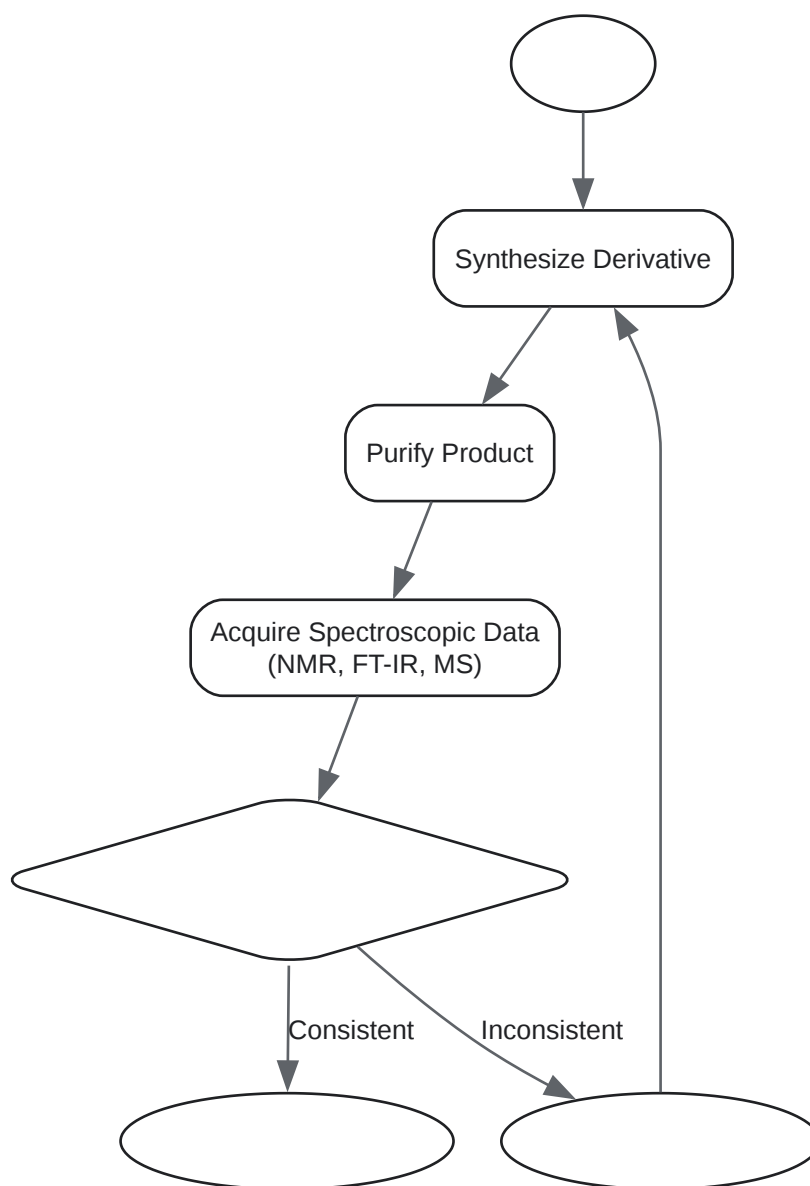 Synthesize Derivative
Purify Product
Acquire Spectroscopic Data
(NMR, FT-IR, MS)
Consistent
Inconsistent